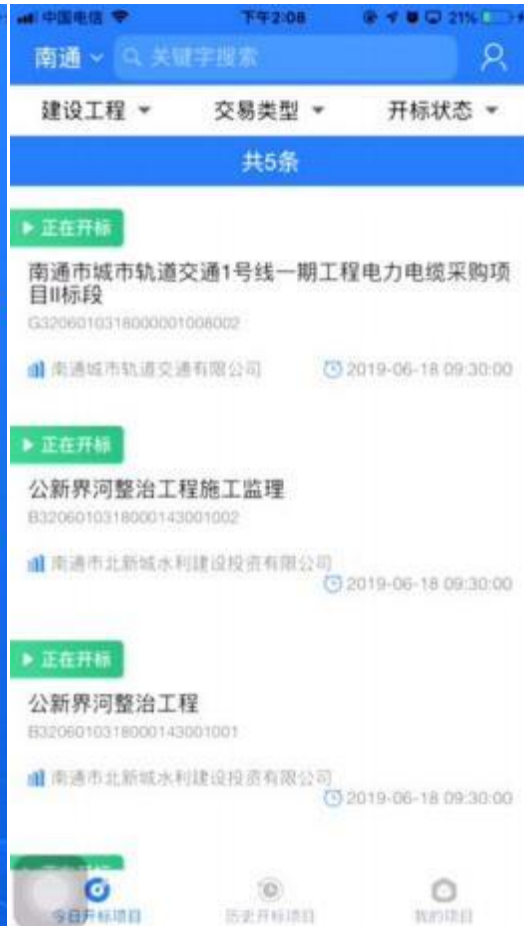 中国电信 下午2:08 21%
南通 关键字搜索
建设工程 交易类型 开标状态
共5条
正在开标
南通市城市轨道交通1号线一期工程电力电缆采购项
目II标段
G3206010318000001008002
南通城市轨道交通有限公司 2019-06-18 09:30:00
正在开标
公新界河整治工程施工监理
B3206010318000143001002
南通市北新城水利建设投资有限公司
2019-06-18 09:30:00
正在开标
公新界河整治工程
B3206010318000143001001
南通市北新城水利建设投资有限公司
2019-06-18 09:30:00
今日开标项目 历史开标项目 我的项目